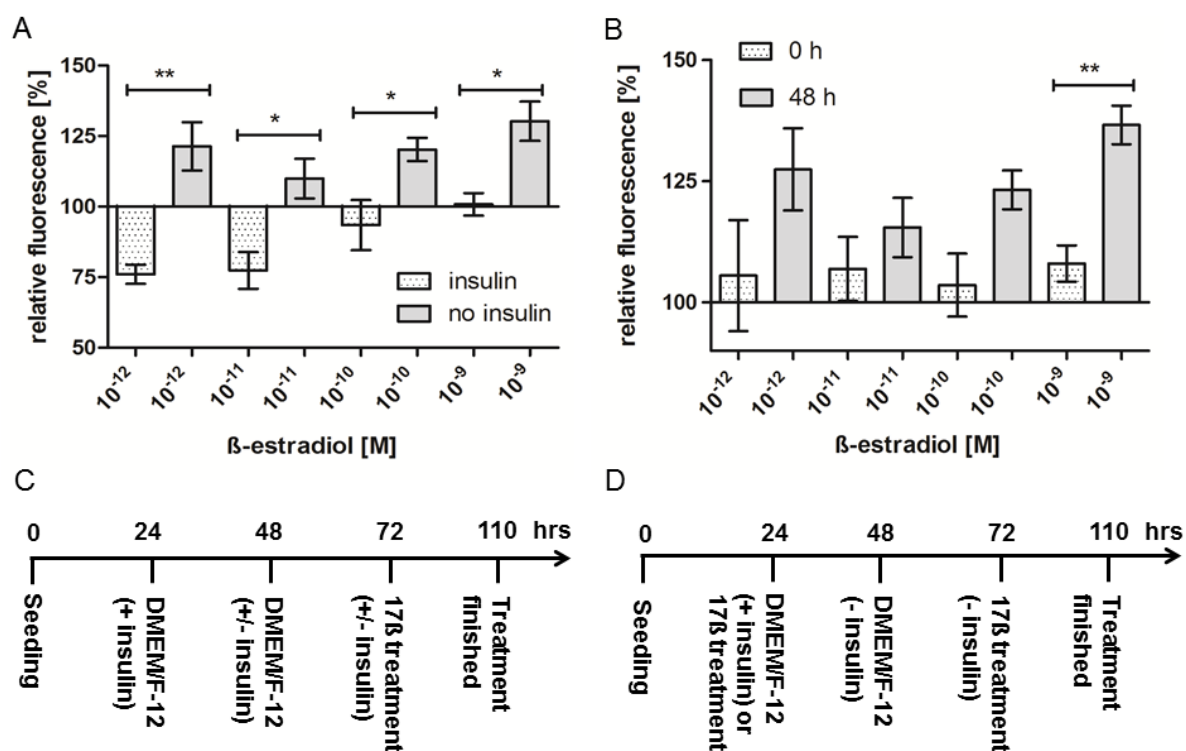 A
relative fluorescence [%]
150
125
100
75
50
**
*
*
*
insulin
no insulin
10-12
10-12
10-11
10-11
10-10
10-10
10-9
10-9
ß-estradiol [M]
B
relative fluorescence [%]
150
125
100
0 h
48 h
**
10-12
10-12
10-11
10-11
10-10
10-10
10-9
10-9
ß-estradiol [M]
C
0 24 48 72 110 hrs
Seeding
DMEM/F-12
(+ insulin)
DMEM/F-12
(+/- insulin)
17ß treatment
(+/- insulin)
Treatment
finished
D
0 24 48 72 110 hrs
Seeding
DMEM/F-12
(+ insulin) or
17ß treatment
DMEM/F-12
(- insulin)
17ß treatment
(- insulin)
Treatment
finished